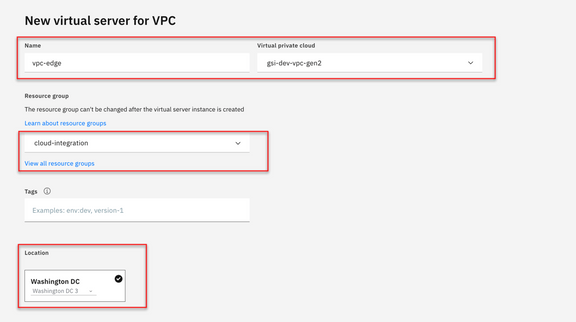 New virtual server for VPC
Name
Virtual private cloud
vpc-edge
gsi-dev-vpc-gen2
Resource group
The resource group can't be changed after the virtual server instance is created
Learn about resource groups
cloud-integration
View all resource groups
Tags
Examples: env:dev, version-1
Location
Washington DC
Washington DC 3